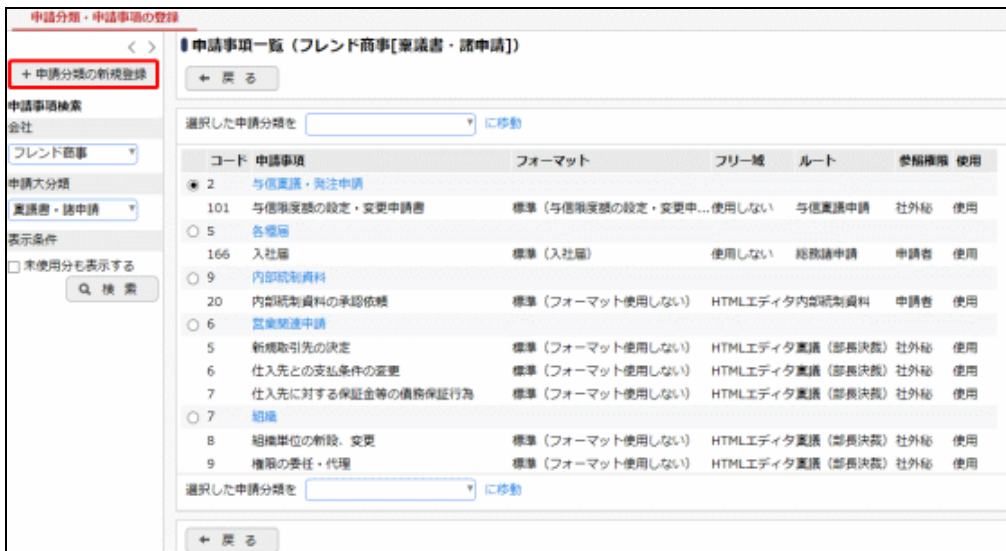 申請分類・申請事項の登録
< >
+ 申請分類の新規登録
申請事項検索
会社
フレンド商事
申請大分類
稟議書・諸申請
表示条件
未使用分も表示する
検 索
申請事項一覧（フレンド商事[稟議書・諸申請]）
← 戻 る
選択した申請分類を に移動
コード 申請事項 フォーマット フリー域 ルート 参照権限 使用
2 与信稟議・発注申請
101 与信限度額の設定・変更申請書 標準（与信限度額の設定・変更申... 使用しない 与信稟議申請 社外秘 使用
5 各種届
166 入社届 標準（入社届） 使用しない 総務諸申請 申請者 使用
9 内部統制資料
20 内部統制資料の承認依頼 標準（フォーマット使用しない） HTMLエディタ 内部統制資料 申請者 使用
6 営業関連申請
5 新規取引先の決定 標準（フォーマット使用しない） HTMLエディタ 稟議（部長決裁） 社外秘 使用
6 仕入先との支払条件の変更 標準（フォーマット使用しない） HTMLエディタ 稟議（部長決裁） 社外秘 使用
7 仕入先に対する保証金等の債務保証行為 標準（フォーマット使用しない） HTMLエディタ 稟議（部長決裁） 社外秘 使用
7 組織
8 組織単位の新設、変更 標準（フォーマット使用しない） HTMLエディタ 稟議（部長決裁） 社外秘 使用
9 権限の委任・代理 標準（フォーマット使用しない） HTMLエディタ 稟議（部長決裁） 社外秘 使用
選択した申請分類を に移動
← 戻 る